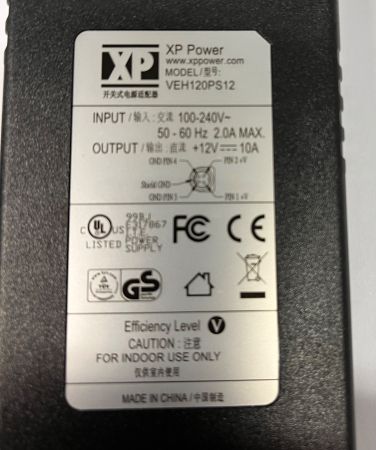 XP
XP Power
www.xppower.com
MODEL/型号:
VEH120PS12
开关式电源适配器
INPUT / 输入 : 交流 100-240V~
50 - 60 Hz 2.0A MAX.
OUTPUT / 输出 : 直流 +12V⎓10A
GND PIN 4 PIN 2 +V
Shield GND
GND PIN 3 PIN 1 +V
c UL US
LISTED
99BJ
E317867
I.T.E.
POWER
SUPPLY
FC CE
GS
Efficiency Level V
CAUTION : 注意
FOR INDOOR USE ONLY
仅供室内使用
MADE IN CHINA / 中国制造